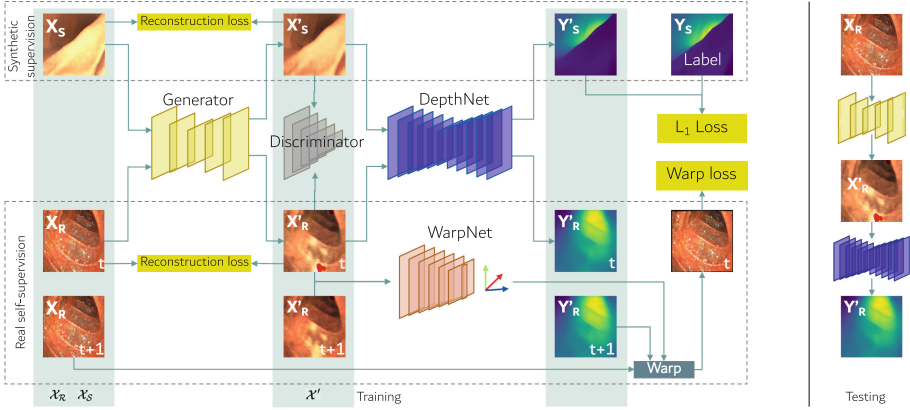 Synthetic
supervision
X_S
Reconstruction loss
X'_S
Y'_S
Y_S
Label
Generator
Discriminator
DepthNet
L_1 Loss
Warp loss
Real self-supervision
X_R
t
Reconstruction loss
X'_R
t
WarpNet
Y'_R
t
t
X_R
t+1
X'_R
t+1
Y'_R
t+1
Warp
𝒳_ℛ 𝒳_𝒮
𝒳'
Training
X_R
X'_R
Y'_R
Testing